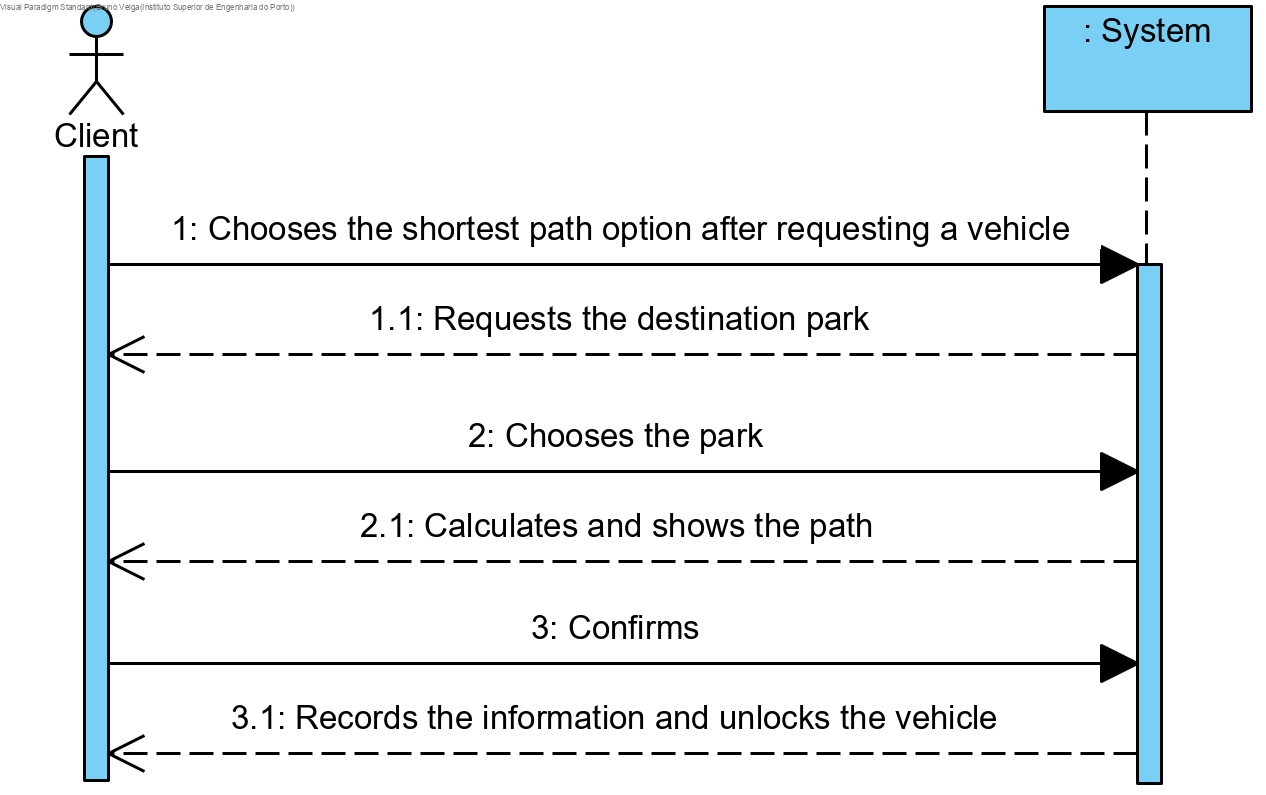 Visual Paradigm Standard(Bruno Veiga(Instituto Superior de Engenharia do Porto))
: System
Client
1: Chooses the shortest path option after requesting a vehicle
1.1: Requests the destination park
2: Chooses the park
2.1: Calculates and shows the path
3: Confirms
3.1: Records the information and unlocks the vehicle